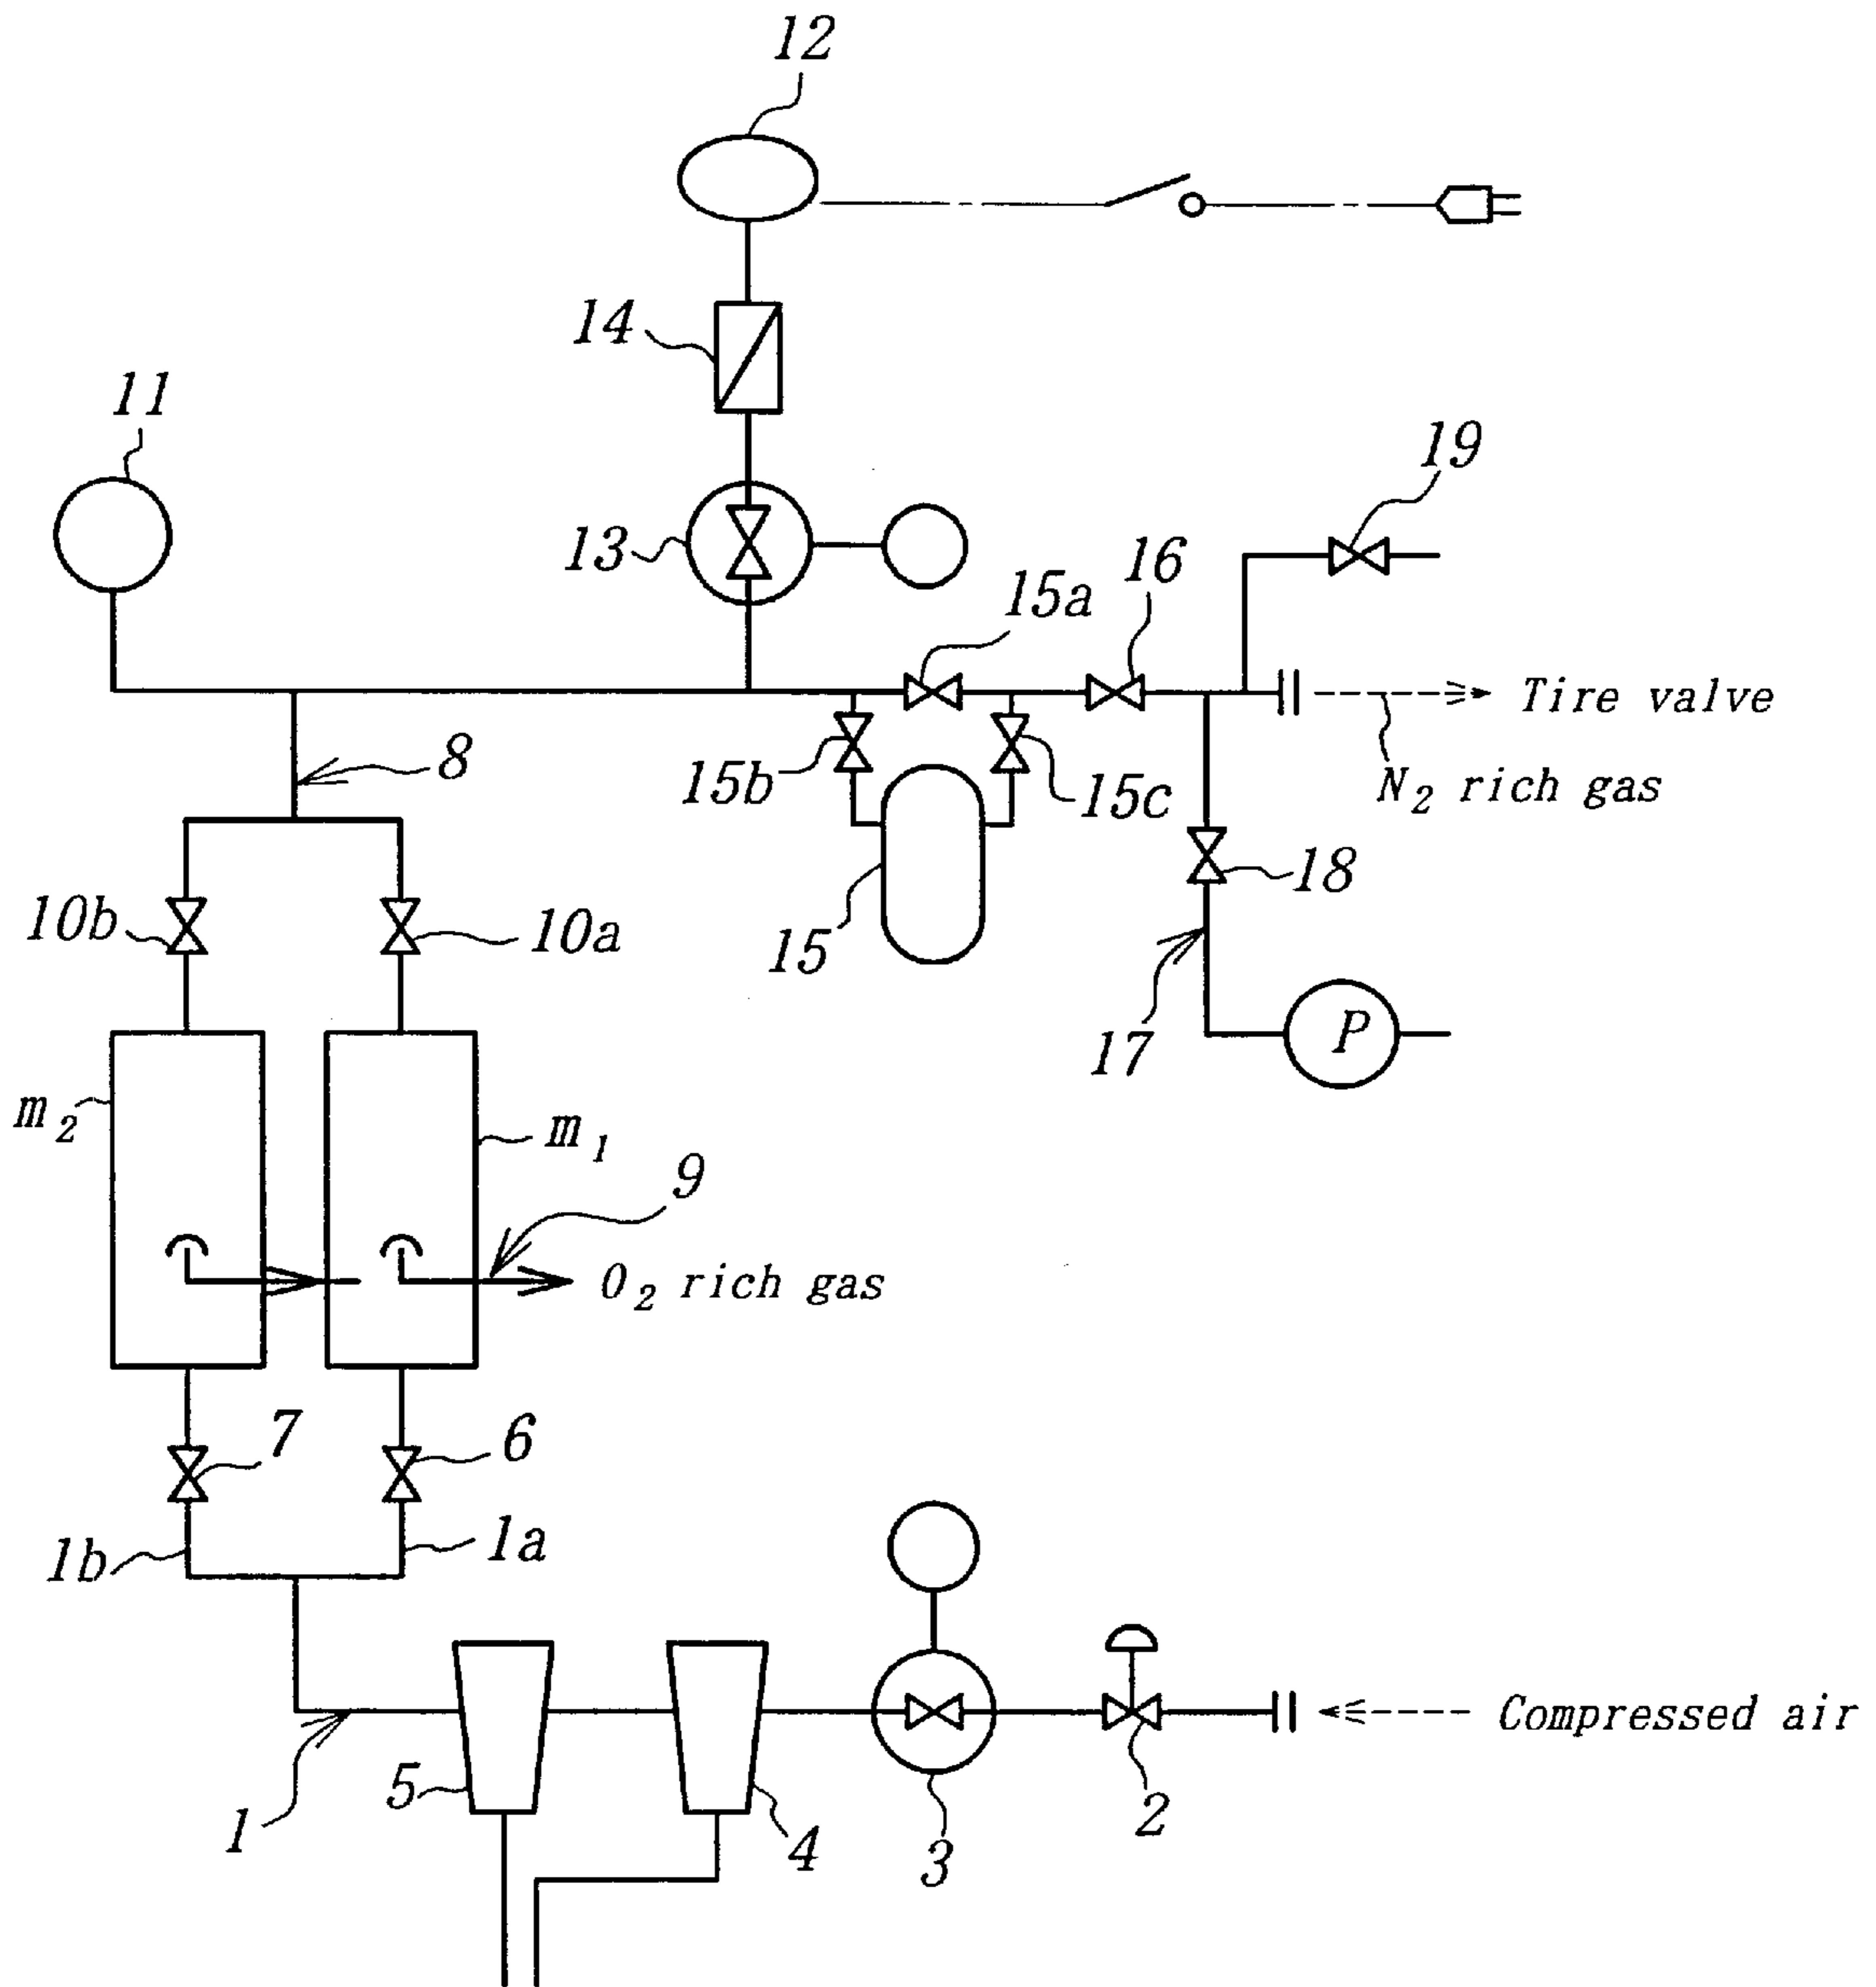 12
14
11
19
13
16
15a
Tire valve
8
15b
15c
N2 rich gas
18
10b
10a
15
17
P
m2
m1
9
O2 rich gas
7
6
1b
1a
Compressed air
5
1
4
3
2